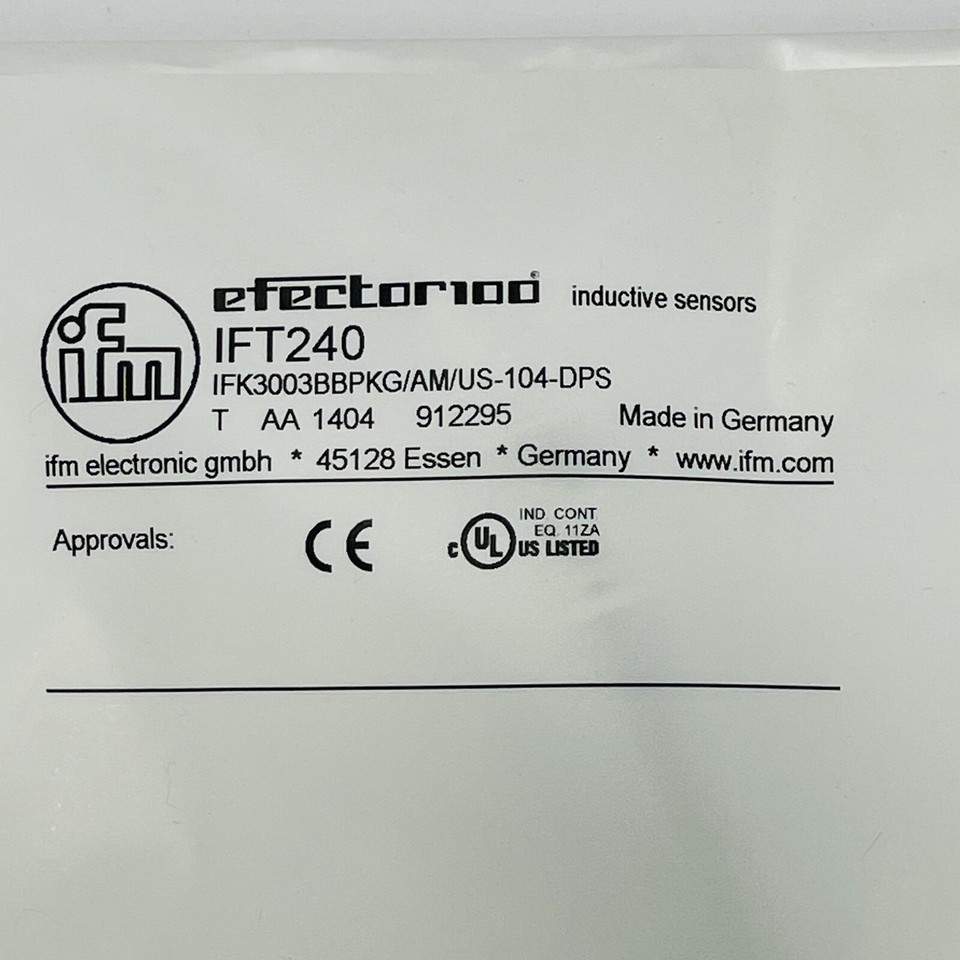 ifm
efector100® inductive sensors
IFT240
IFK3003BBPKG/AM/US-104-DPS
T AA 1404 912295 Made in Germany
ifm electronic gmbh * 45128 Essen * Germany * www.ifm.com
Approvals:
CE
c UL US LISTED
IND. CONT.
EQ. 11ZA